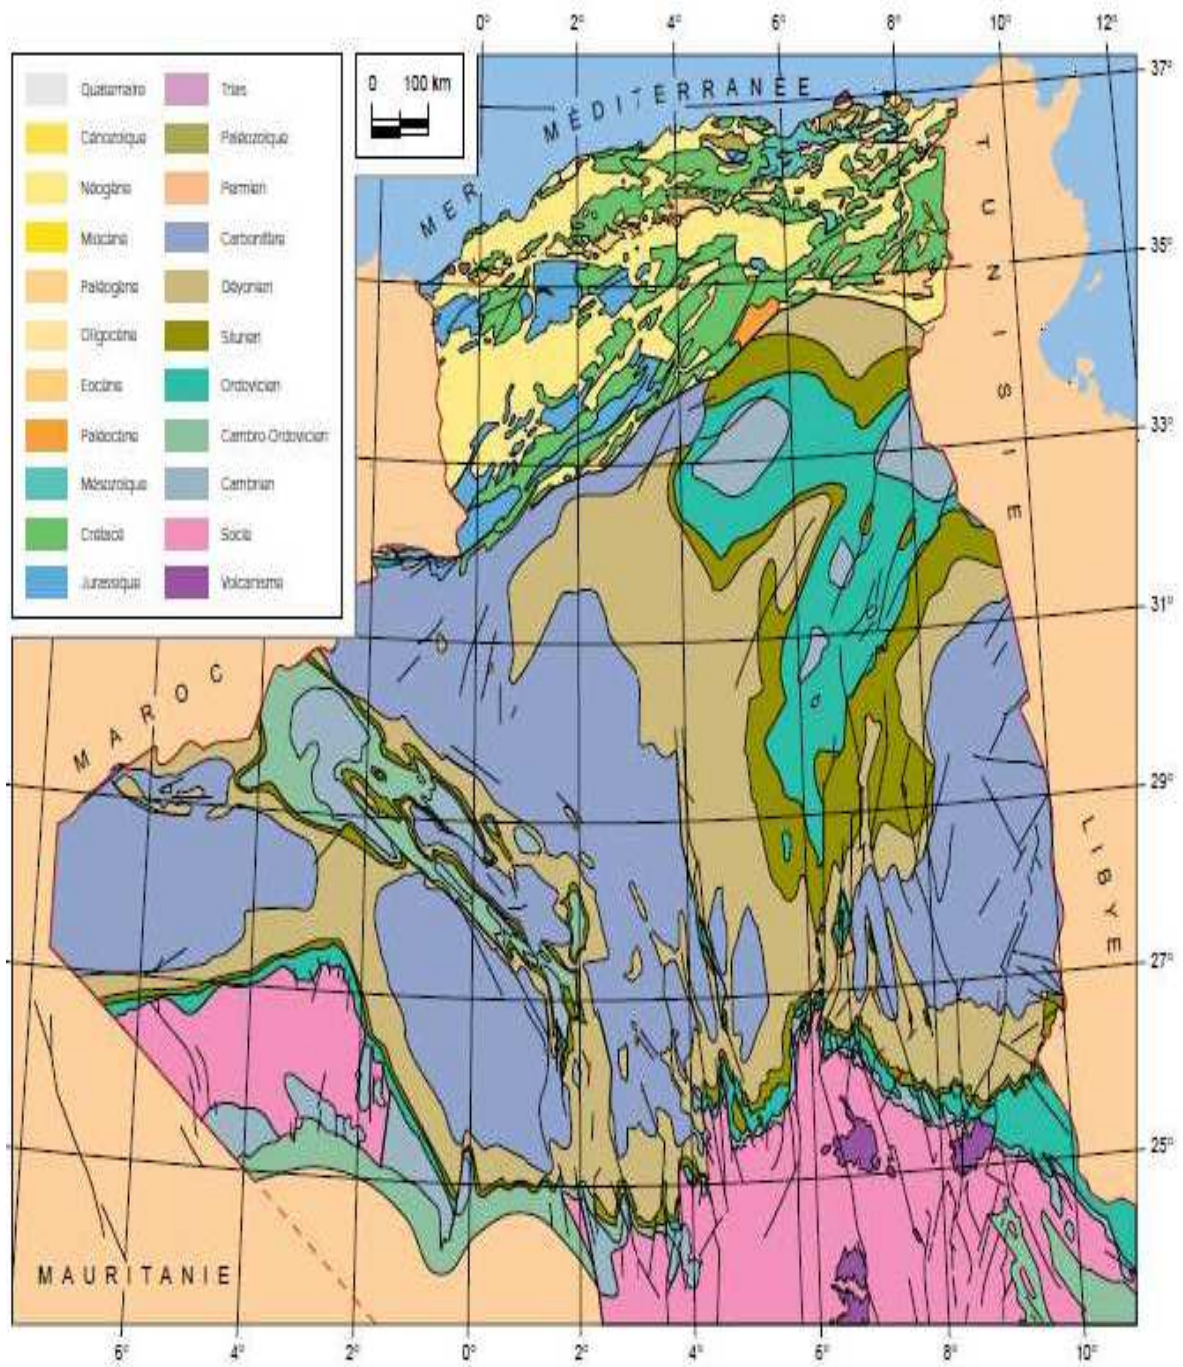 0° 2° 4° 6° 8° 10° 12°
0 100 km
37°
MER MÉDITERRANÉE
TUNISIE
Quaternaire
Trias
Cénozoïque
Paléozoïque
Néogène
Permien
Miocène
Carbonifère
Paléogène
Dévonien
Oligocène
Silurien
Eocène
Ordovicien
Paléocène
Cambro Ordovicien
Mésozoïque
Cambrien
Crétacé
Socle
Jurassique
Volcanisme
35°
33°
31°
MAROC
29°
LIBYE
27°
25°
MAURITANIE
6° 4° 2° 0° 2° 4° 6° 8° 10°